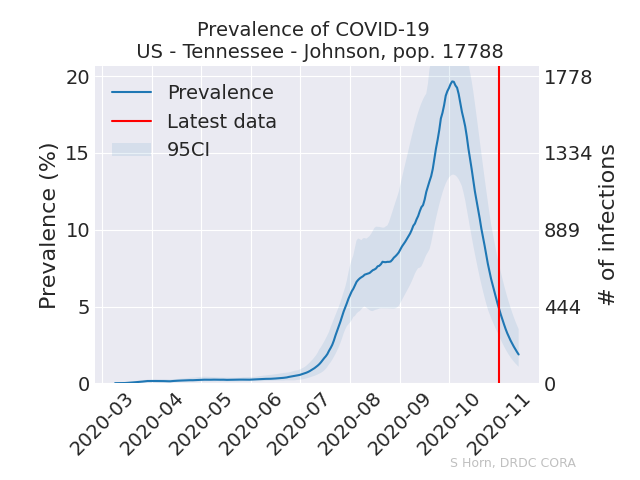 Prevalence of COVID-19
US - Tennessee - Johnson, pop. 17788
Prevalence
Latest data
95CI
Prevalence (%)
20
15
10
5
0
1778
1334
889
444
0
# of infections
2020-03
2020-04
2020-05
2020-06
2020-07
2020-08
2020-09
2020-10
2020-11
S Horn, DRDC CORA